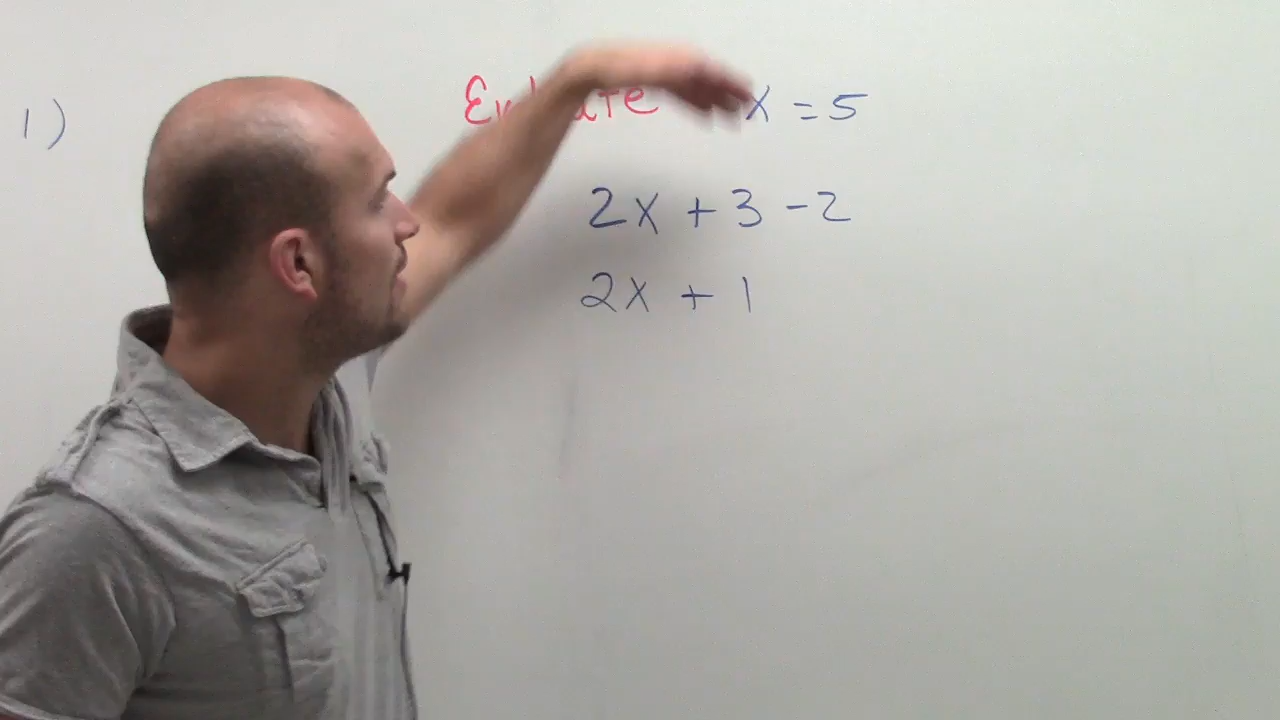 1) x = 5
2x + 3 - 2
2x + 1